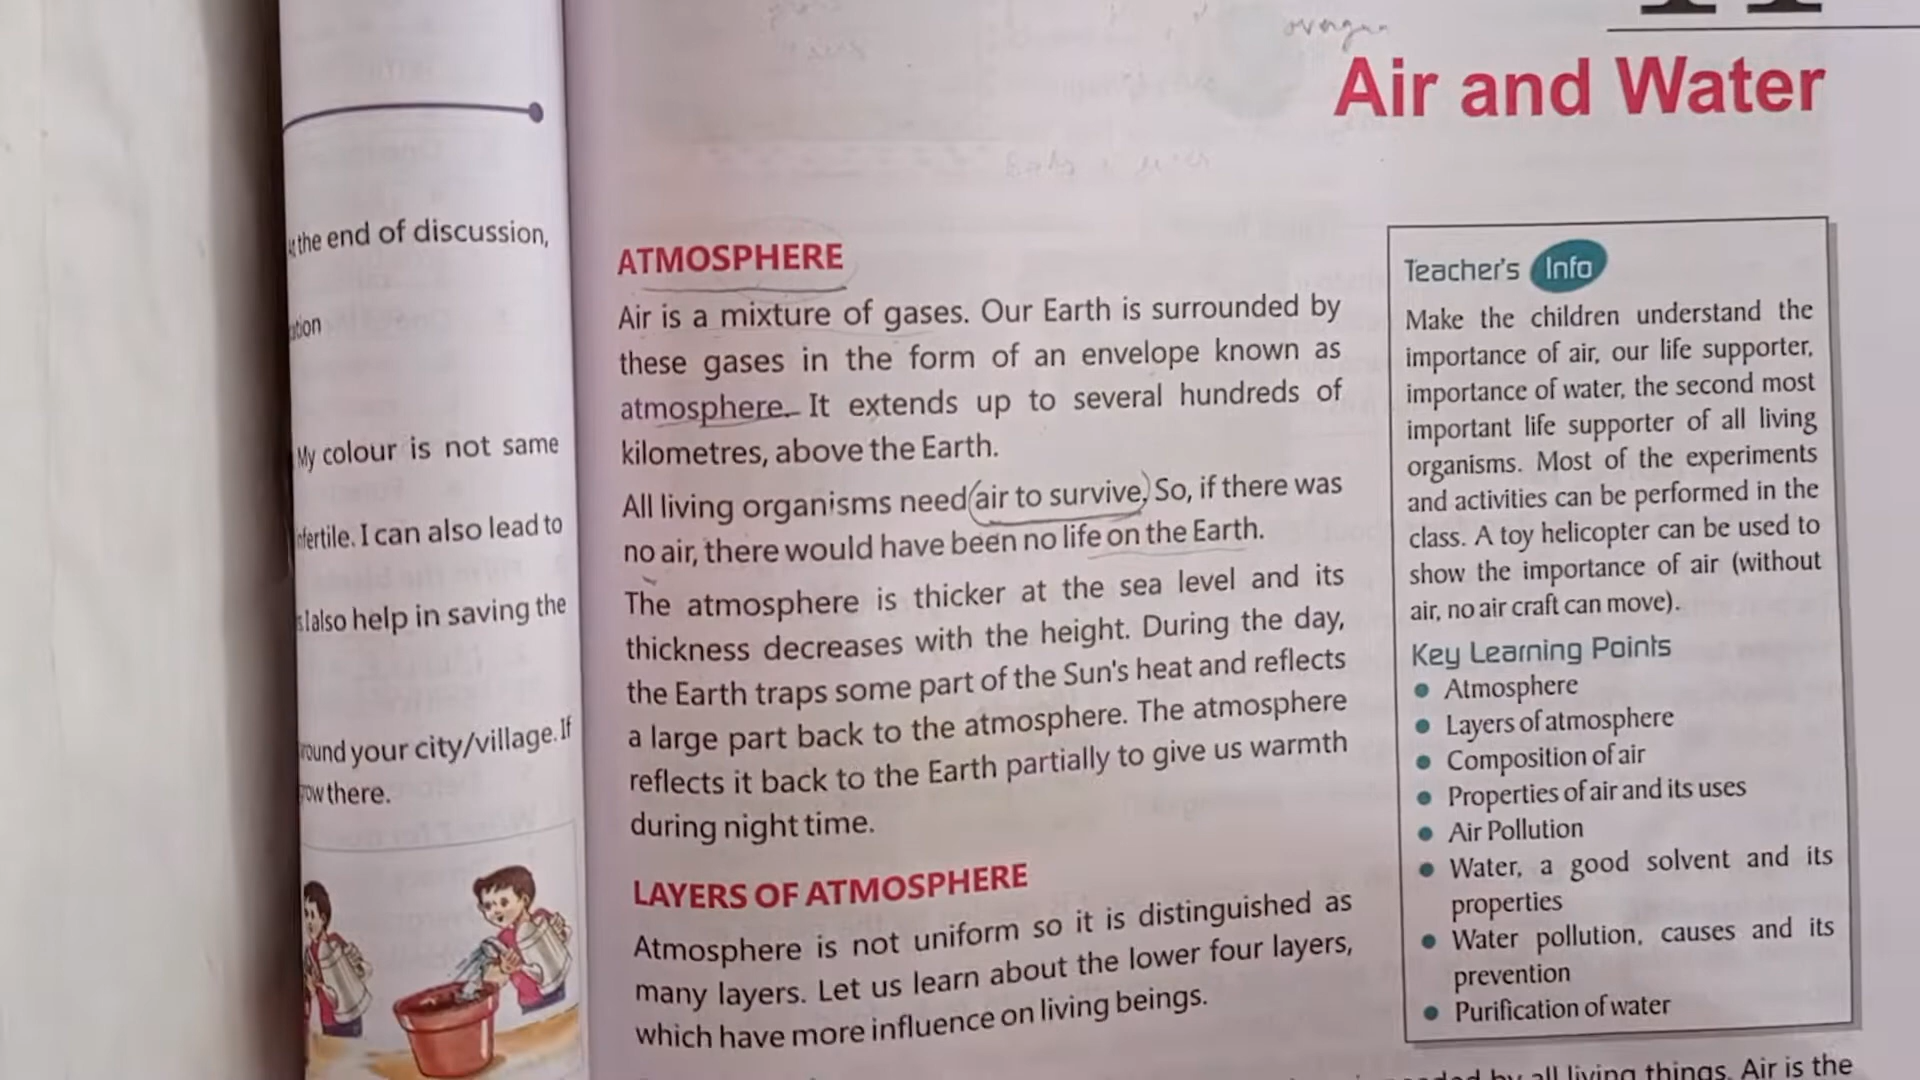 the end of discussion,
My colour is not same
I can also lead to
also help in saving the
your city/village. If
there.
Air and Water
ATMOSPHERE
Air is a mixture of gases. Our Earth is surrounded by
these gases in the form of an envelope known as
atmosphere. It extends up to several hundreds of
kilometres, above the Earth.
All living organisms need air to survive. So, if there was
no air, there would have been no life on the Earth.
The atmosphere is thicker at the sea level and its
thickness decreases with the height. During the day,
the Earth traps some part of the Sun's heat and reflects
a large part back to the atmosphere. The atmosphere
reflects it back to the Earth partially to give us warmth
during night time.
LAYERS OF ATMOSPHERE
Atmosphere is not uniform so it is distinguished as
many layers. Let us learn about the lower four layers,
which have more influence on living beings.
Teacher's Info
Make the children understand the
importance of air, our life supporter,
importance of water, the second most
important life supporter of all living
organisms. Most of the experiments
and activities can be performed in the
class. A toy helicopter can be used to
show the importance of air (without
air, no air craft can move).
Key Learning Points
• Atmosphere
• Layers of atmosphere
• Composition of air
• Properties of air and its uses
• Air Pollution
• Water, a good solvent and its
properties
• Water pollution, causes and its
prevention
• Purification of water
by all living things. Air is the